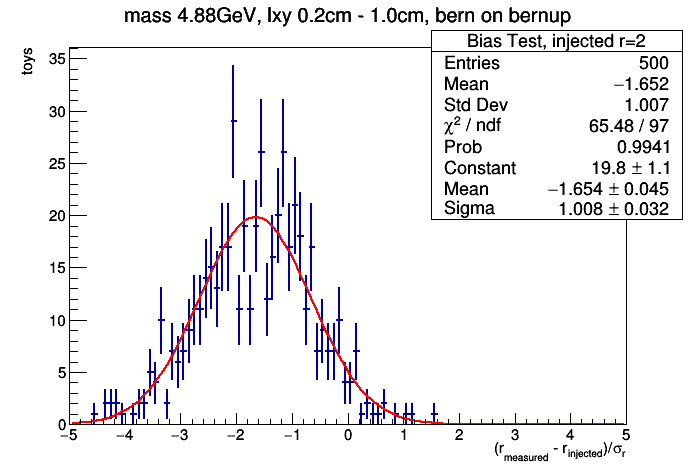 mass 4.88GeV, lxy 0.2cm - 1.0cm, bern on bernup
toys
Bias Test, injected r=2
Entries 500
Mean −1.652
Std Dev 1.007
χ² / ndf 65.48 / 97
Prob 0.9941
Constant 19.8 ± 1.1
Mean −1.654 ± 0.045
Sigma 1.008 ± 0.032
35
30
25
20
15
10
5
0
−5 −4 −3 −2 −1 0 1 2 3 4 5
(r_measured - r_injected)/σ_r